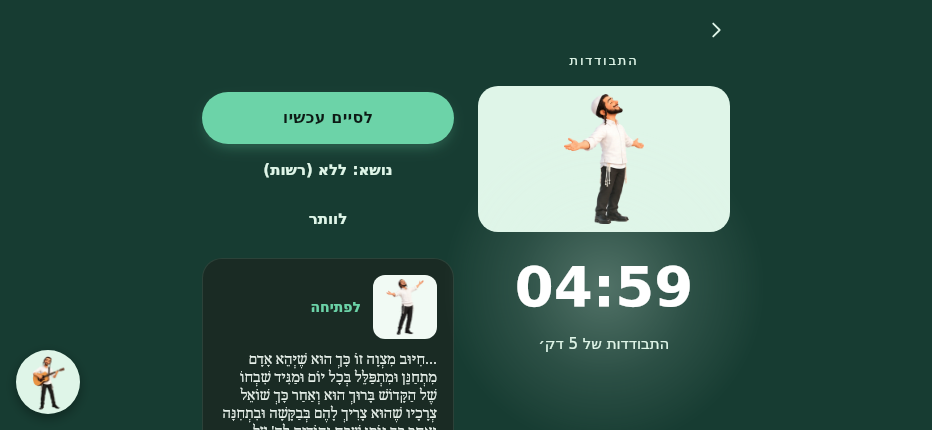 התבודדות
04:59
התבודדות של 5 דק׳
לסיים עכשיו
נושא: ללא (רשות)
לוותר
לפתיחה
...חִיּוּב מִצְוָה זוֹ כָּךְ הוּא שֶׁיְּהֵא אָדָם
מִתְחַנֵּן וּמִתְפַּלֵּל בְּכָל יוֹם וּמַגִּיד שִׁבְחוֹ
שֶׁל הַקָּדוֹשׁ בָּרוּךְ הוּא וְאַחַר כָּךְ שׁוֹאֵל
צְרָכָיו שֶׁהוּא צָרִיךְ לָהֶם בְּבַקָּשָׁה וּבִתְחִנָּה